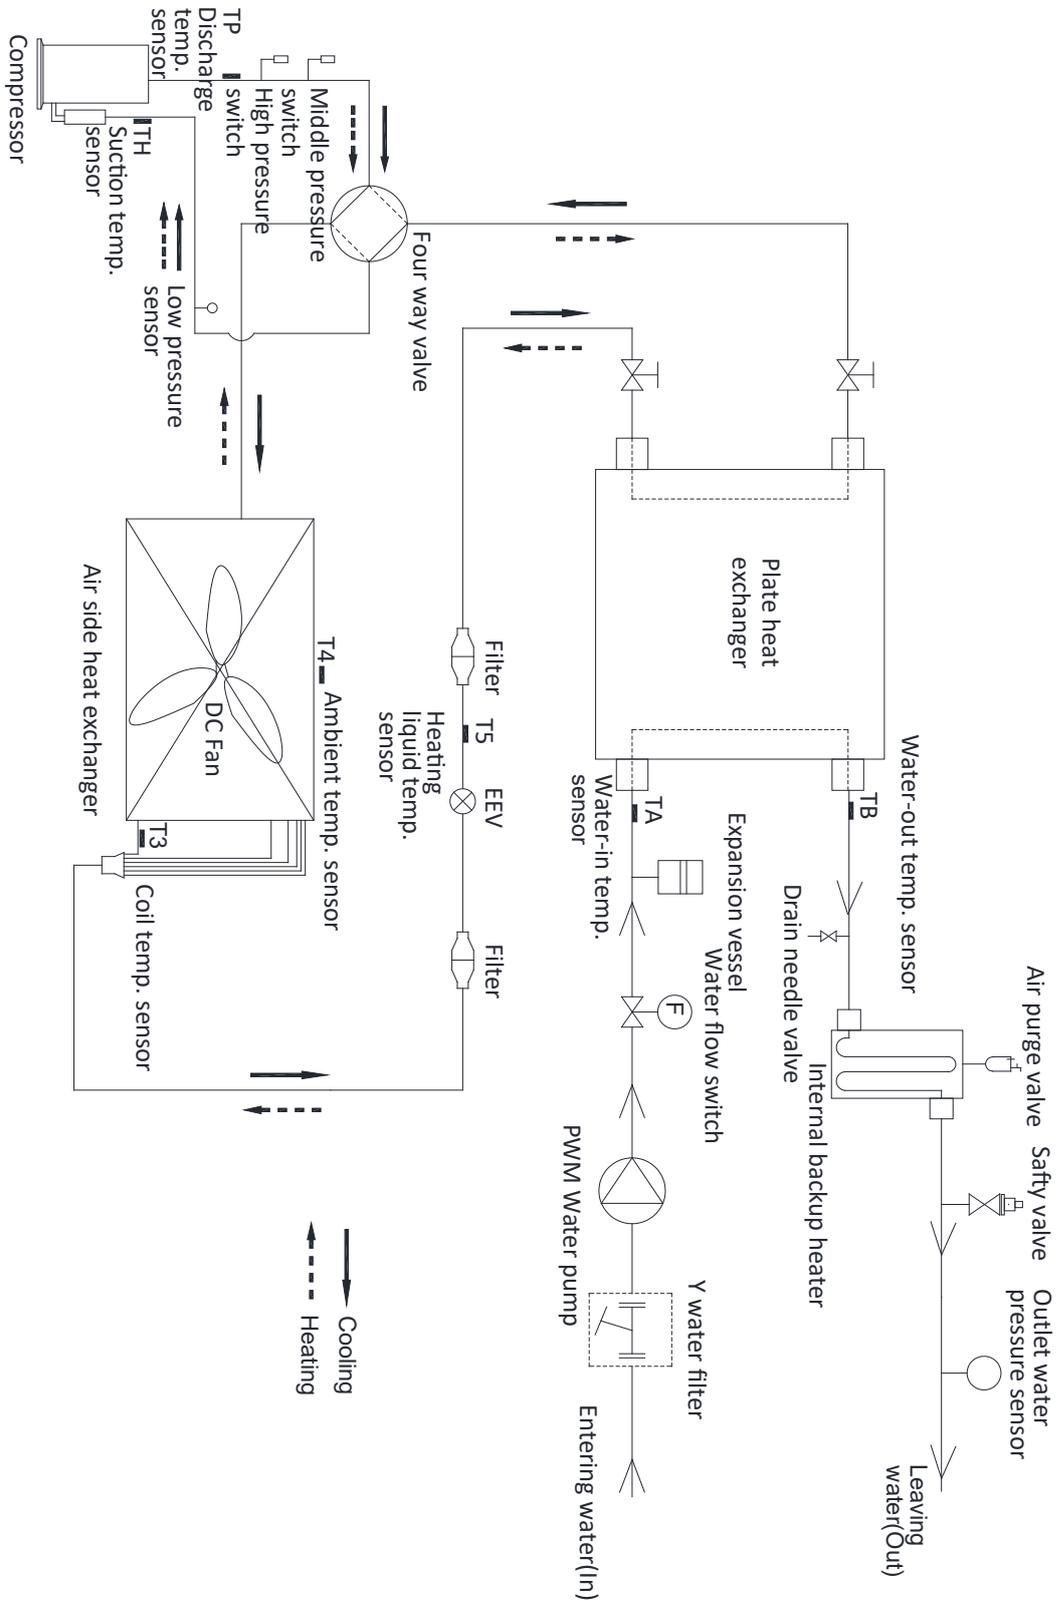 Air purge valve
Safty valve
Outlet water
pressure sensor
Water-out temp. sensor
TB
Leaving
water(Out)
Drain needle valve
Internal backup heater
Plate heat
exchanger
Expansion vessel
Water flow switch
F
Y water filter
TA
Water-in temp.
sensor
PWM Water pump
Entering water(In)
Four way valve
Filter
T5
Heating
liquid temp.
sensor
EEV
Filter
Middle pressure
switch
High pressure
switch
TP
Discharge
temp.
sensor
TH
Suction temp.
sensor
Compressor
Low pressure
sensor
T4
Ambient temp. sensor
DC Fan
T3
Coil temp. sensor
Air side heat exchanger
Cooling
Heating